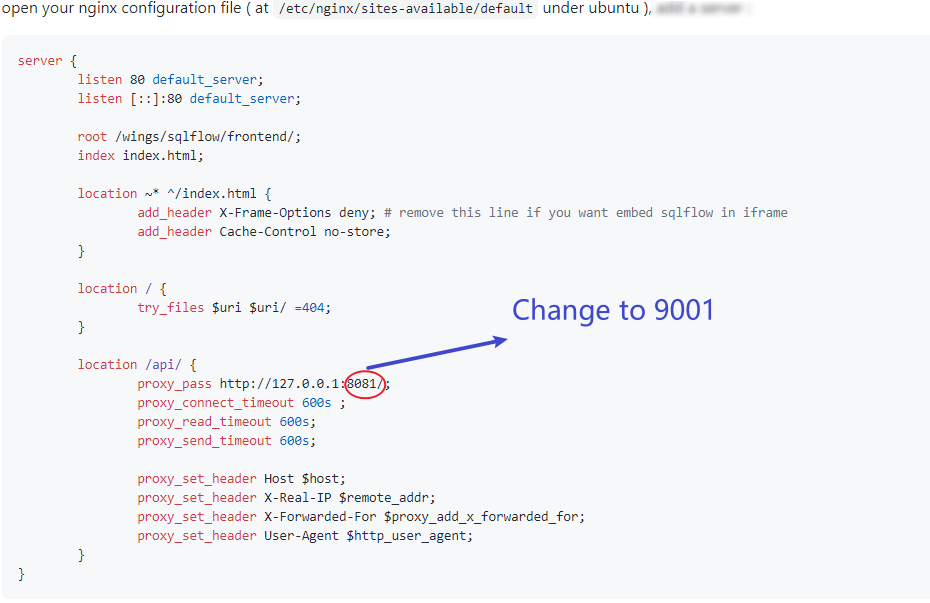 open your nginx configuration file ( at /etc/nginx/sites-available/default under ubuntu ),
server {
listen 80 default_server;
listen [::]:80 default_server;
root /wings/sqlflow/frontend/;
index index.html;
location ~* ^/index.html {
add_header X-Frame-Options deny; # remove this line if you want embed sqlflow in iframe
add_header Cache-Control no-store;
}
location / {
try_files $uri $uri/ =404;
}
Change to 9001
location /api/ {
proxy_pass http://127.0.0.1:8081/;
proxy_connect_timeout 600s ;
proxy_read_timeout 600s;
proxy_send_timeout 600s;
proxy_set_header Host $host;
proxy_set_header X-Real-IP $remote_addr;
proxy_set_header X-Forwarded-For $proxy_add_x_forwarded_for;
proxy_set_header User-Agent $http_user_agent;
}
}